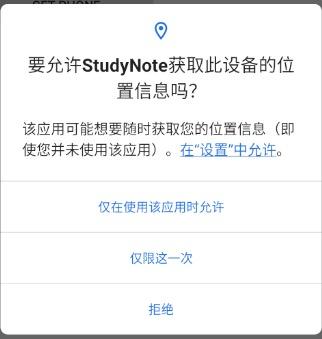 要允许StudyNote获取此设备的位
置信息吗？
该应用可能想要随时获取您的位置信息（即
使您并未使用该应用）。在“设置”中允许。
仅在使用该应用时允许
仅限这一次
拒绝